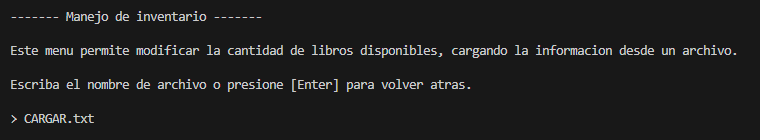 ------- Manejo de inventario -------
Este menu permite modificar la cantidad de libros disponibles, cargando la informacion desde un archivo.
Escriba el nombre de archivo o presione [Enter] para volver atras.
> CARGAR.txt